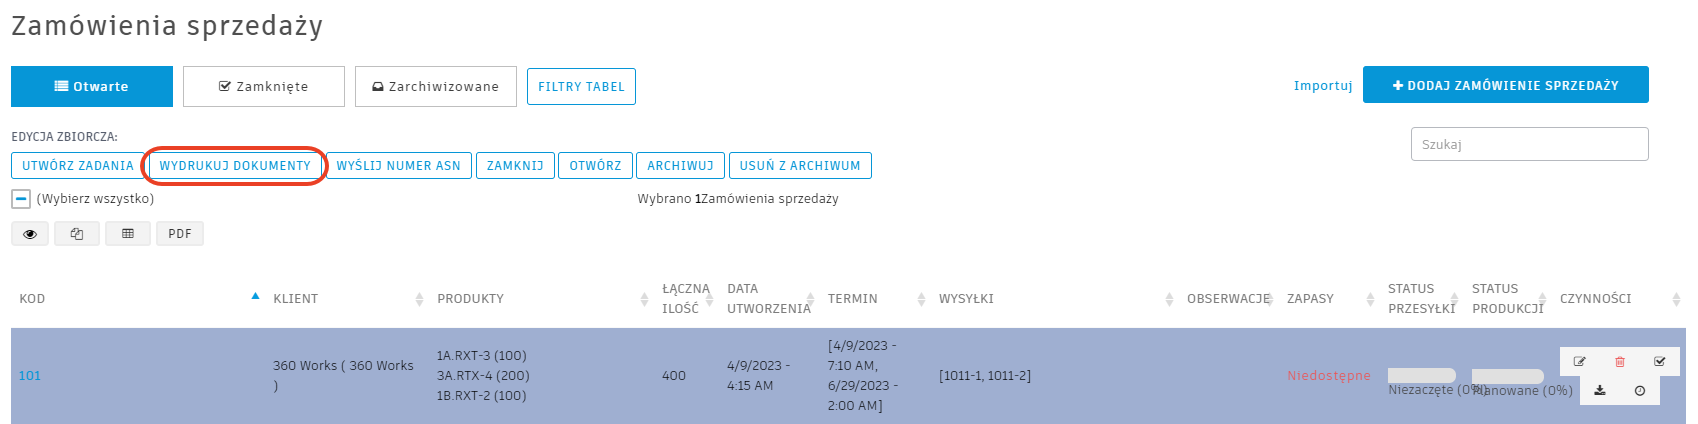 Zamówienia sprzedaży
Otwarte Zamknięte Zarchiwizowane FILTRY TABEL Importuj DODAJ ZAMÓWIENIE SPRZEDAŻY
EDYCJA ZBIORCZA: Szukaj
UTWÓRZ ZADANIA WYDRUKUJ DOKUMENTY WYŚLIJ NUMER ASN ZAMKNIJ OTWÓRZ ARCHIWUJ USUŃ Z ARCHIWUM
(Wybierz wszystko) Wybrano 1Zamówienia sprzedaży
PDF
KOD KLIENT PRODUKTY ŁĄCZNA ILOŚĆ DATA UTWORZENIA TERMIN WYSYŁKI OBSERWACJE ZAPASY STATUS PRZESYŁKI STATUS PRODUKCJI CZYNNOŚCI
101
360 Works ( 360 Works
)
1A.RXT-3 (100)
3A.RTX-4 (200)
1B.RXT-2 (100)
400
4/9/2023 -
4:15 AM
[4/9/2023 -
7:10 AM,
6/29/2023 -
2:00 AM]
[1011-1, 1011-2]
Niedostępne
Niezaczęte (0%)
Planowane (0%)